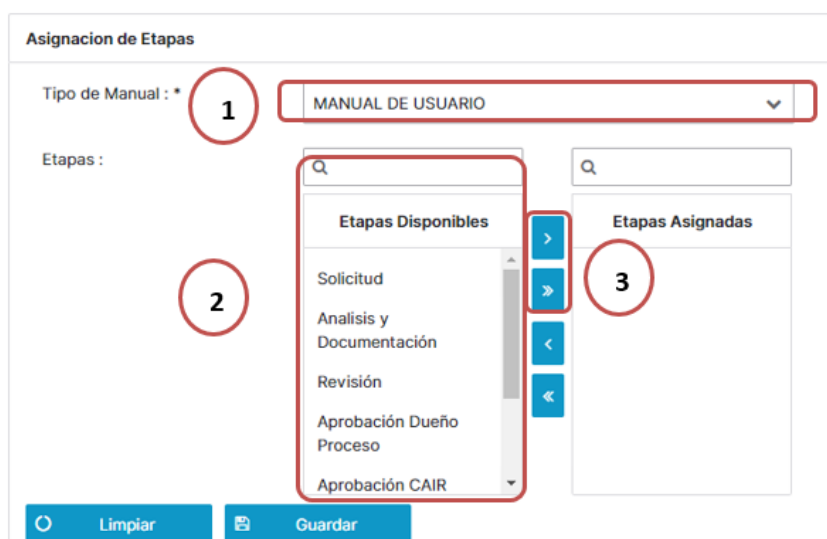 Asignacion de Etapas
Tipo de Manual : *
1
MANUAL DE USUARIO
Etapas :
Etapas Disponibles
Etapas Asignadas
Solicitud
2
3
Analisis y
Documentación
Revisión
Aprobación Dueño
Proceso
Aprobación CAIR
Limpiar
Guardar